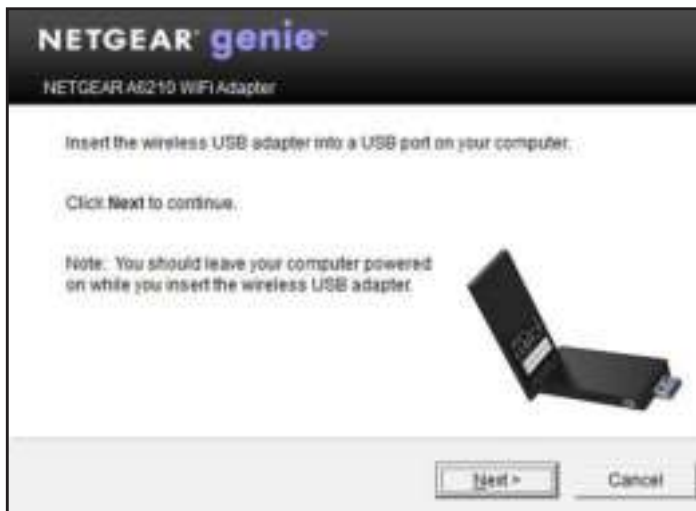 NETGEAR® genie™
NETGEAR A6210 WiFi Adapter
Insert the wireless USB adapter into a USB port on your computer.
Click Next to continue.
Note: You should leave your computer powered
on while you insert the wireless USB adapter.
Next >
Cancel